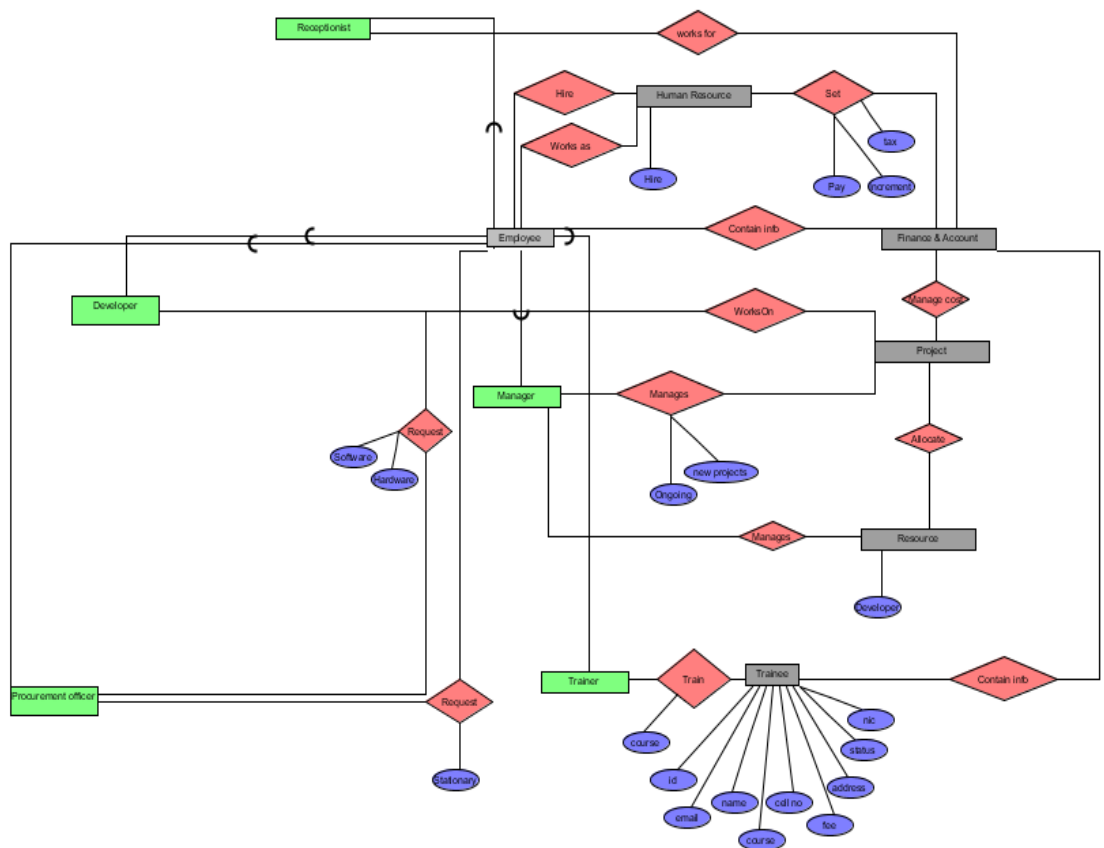 Receptionist
works for
Hire
Human Resource
Set
tax
Works as
Hire
Pay
Increment
Employee
Contain info
Finance & Account
Developer
Manage cost
WorksOn
Project
Manager
Manages
Request
Allocate
Software
Hardware
new projects
Ongoing
Manages
Resource
Developer
Trainer
Train
Trainee
Contain info
Procurement officer
Request
nic
course
status
id
Stationary
address
name
cell no
email
fee
course